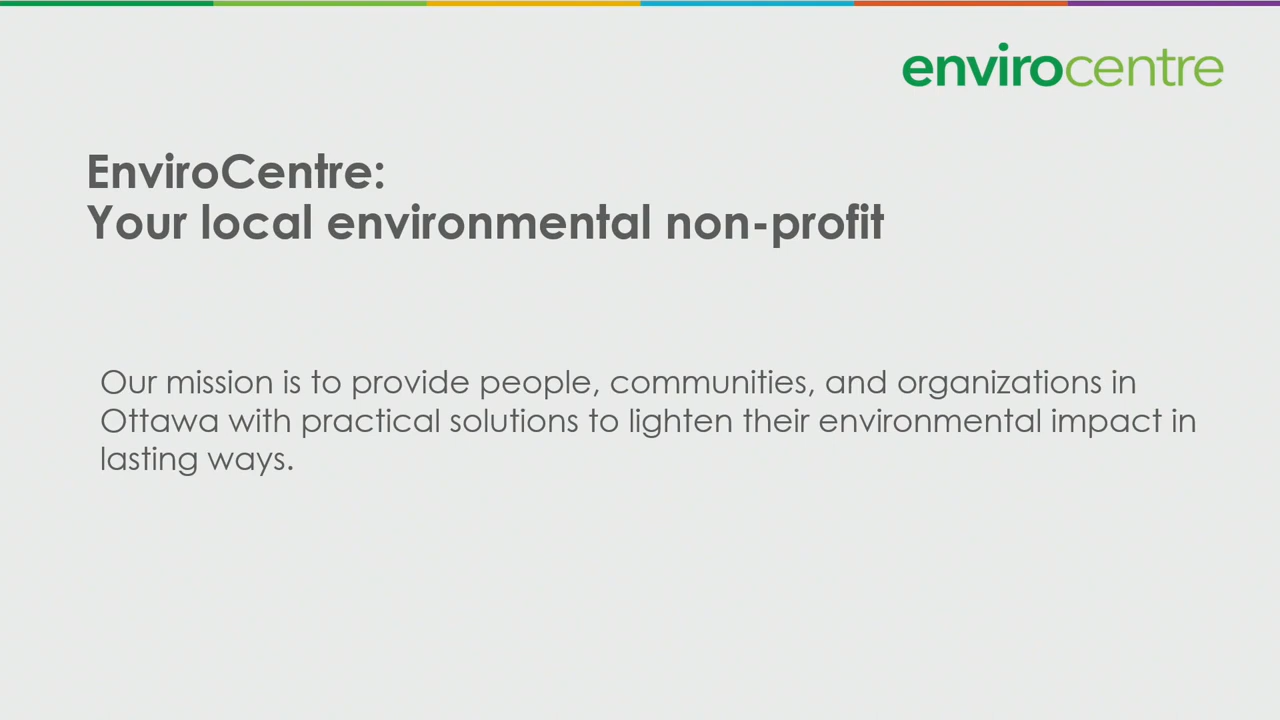 envirocentre
EnviroCentre:
Your local environmental non-profit
Our mission is to provide people, communities, and organizations in
Ottawa with practical solutions to lighten their environmental impact in
lasting ways.